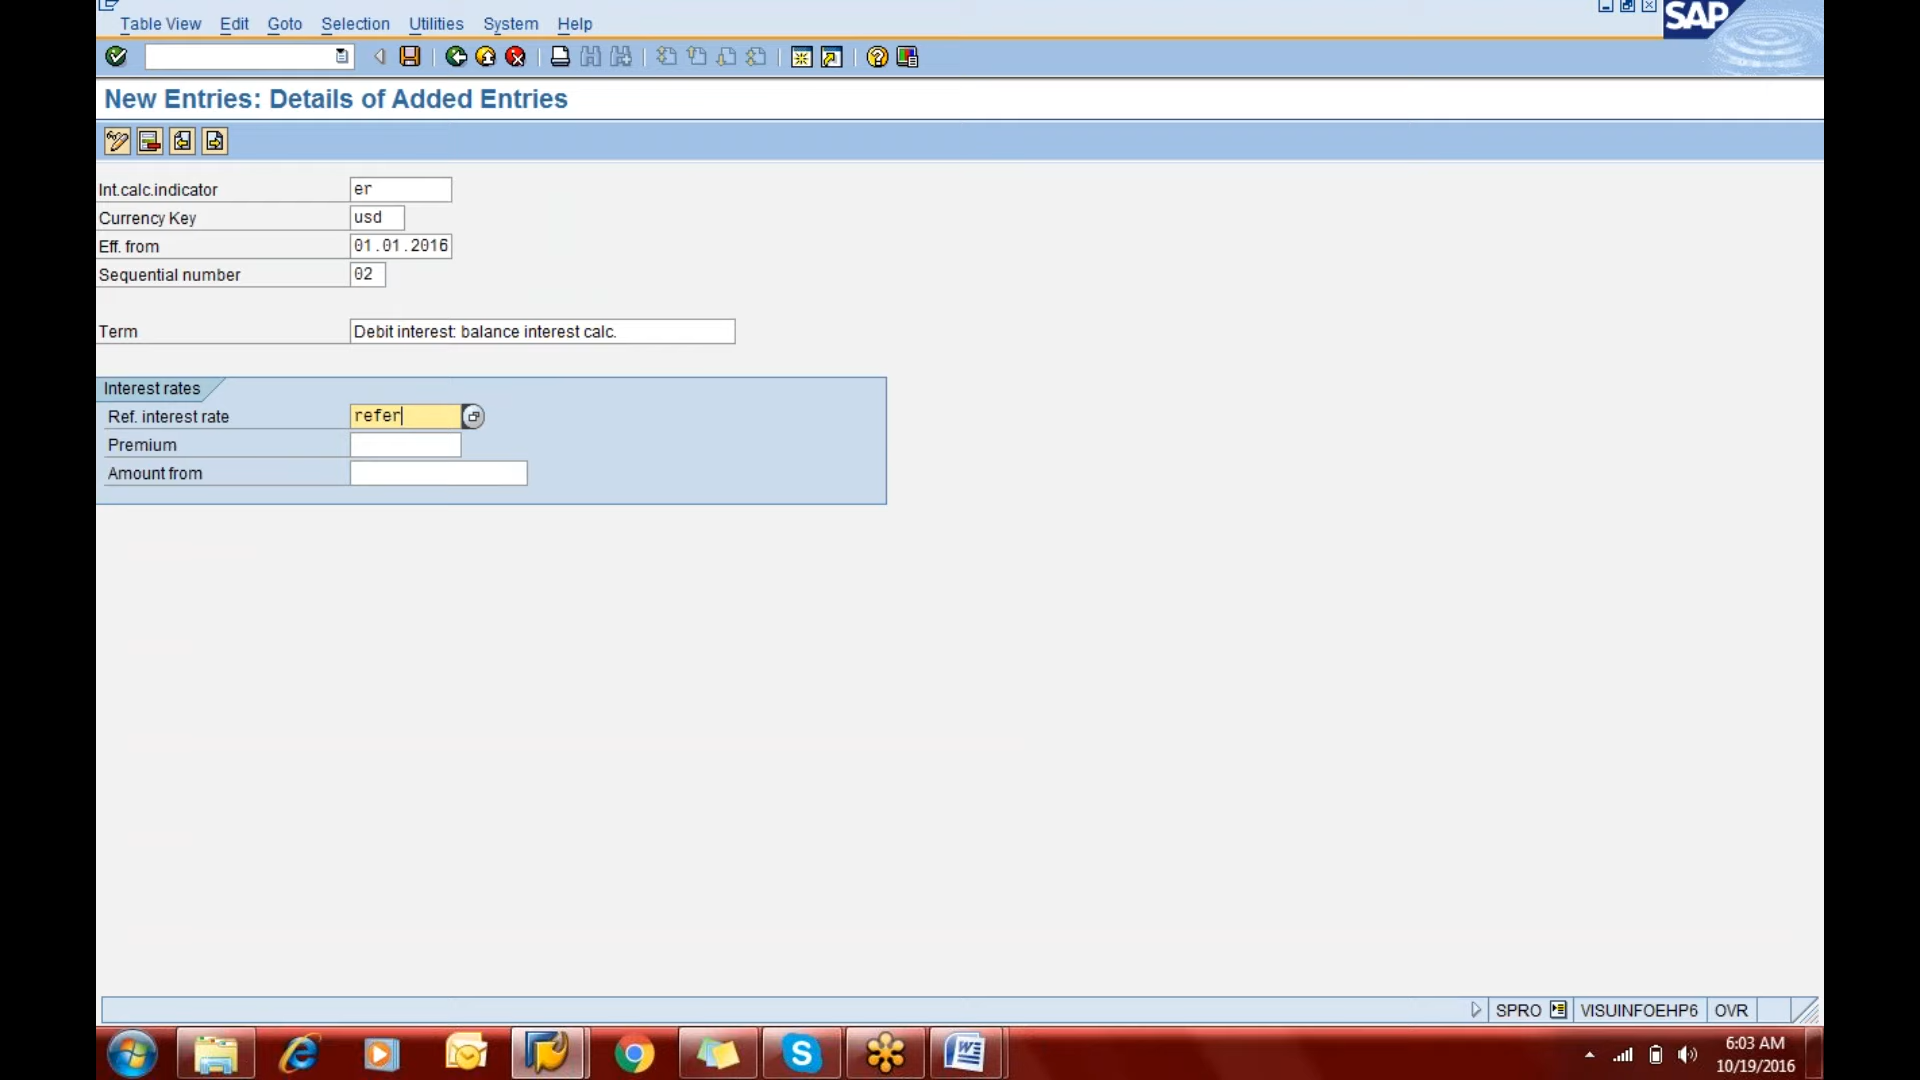 Table View Edit Goto Selection Utilities System Help
SAP
New Entries: Details of Added Entries
Int.calc.indicator er
Currency Key usd
Eff. from 01.01.2016
Sequential number 02
Term Debit interest: balance interest calc.
Interest rates
Ref. interest rate refer
Premium
Amount from
SPRO VISUINFOEHP6 OVR
6:03 AM
10/19/2016